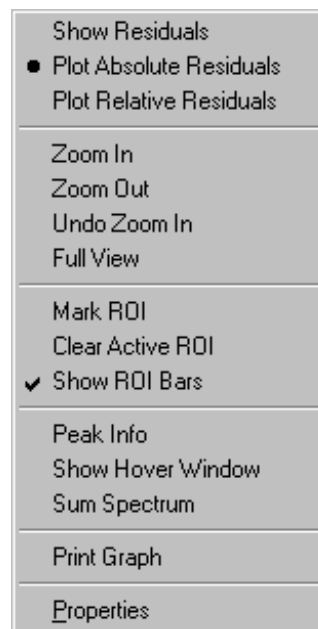 Show Residuals
Plot Absolute Residuals
Plot Relative Residuals
Zoom In
Zoom Out
Undo Zoom In
Full View
Mark ROI
Clear Active ROI
Show ROI Bars
Peak Info
Show Hover Window
Sum Spectrum
Print Graph
Properties